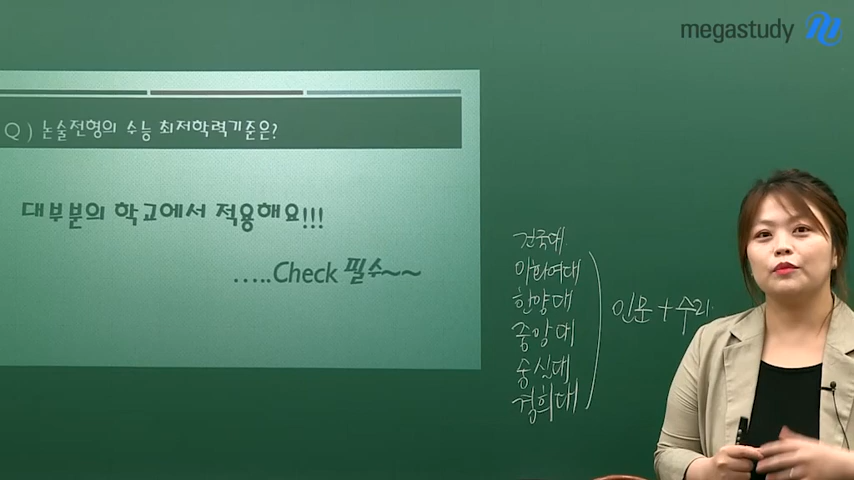 megastudy
Q ) 논술전형의 수능 최저학력기준은?
대부분의 학교에서 적용해요!!!
.....Check 필수~~
건국대
이화여대
한양대
중앙대
숭실대
경희대
인문 + 수리